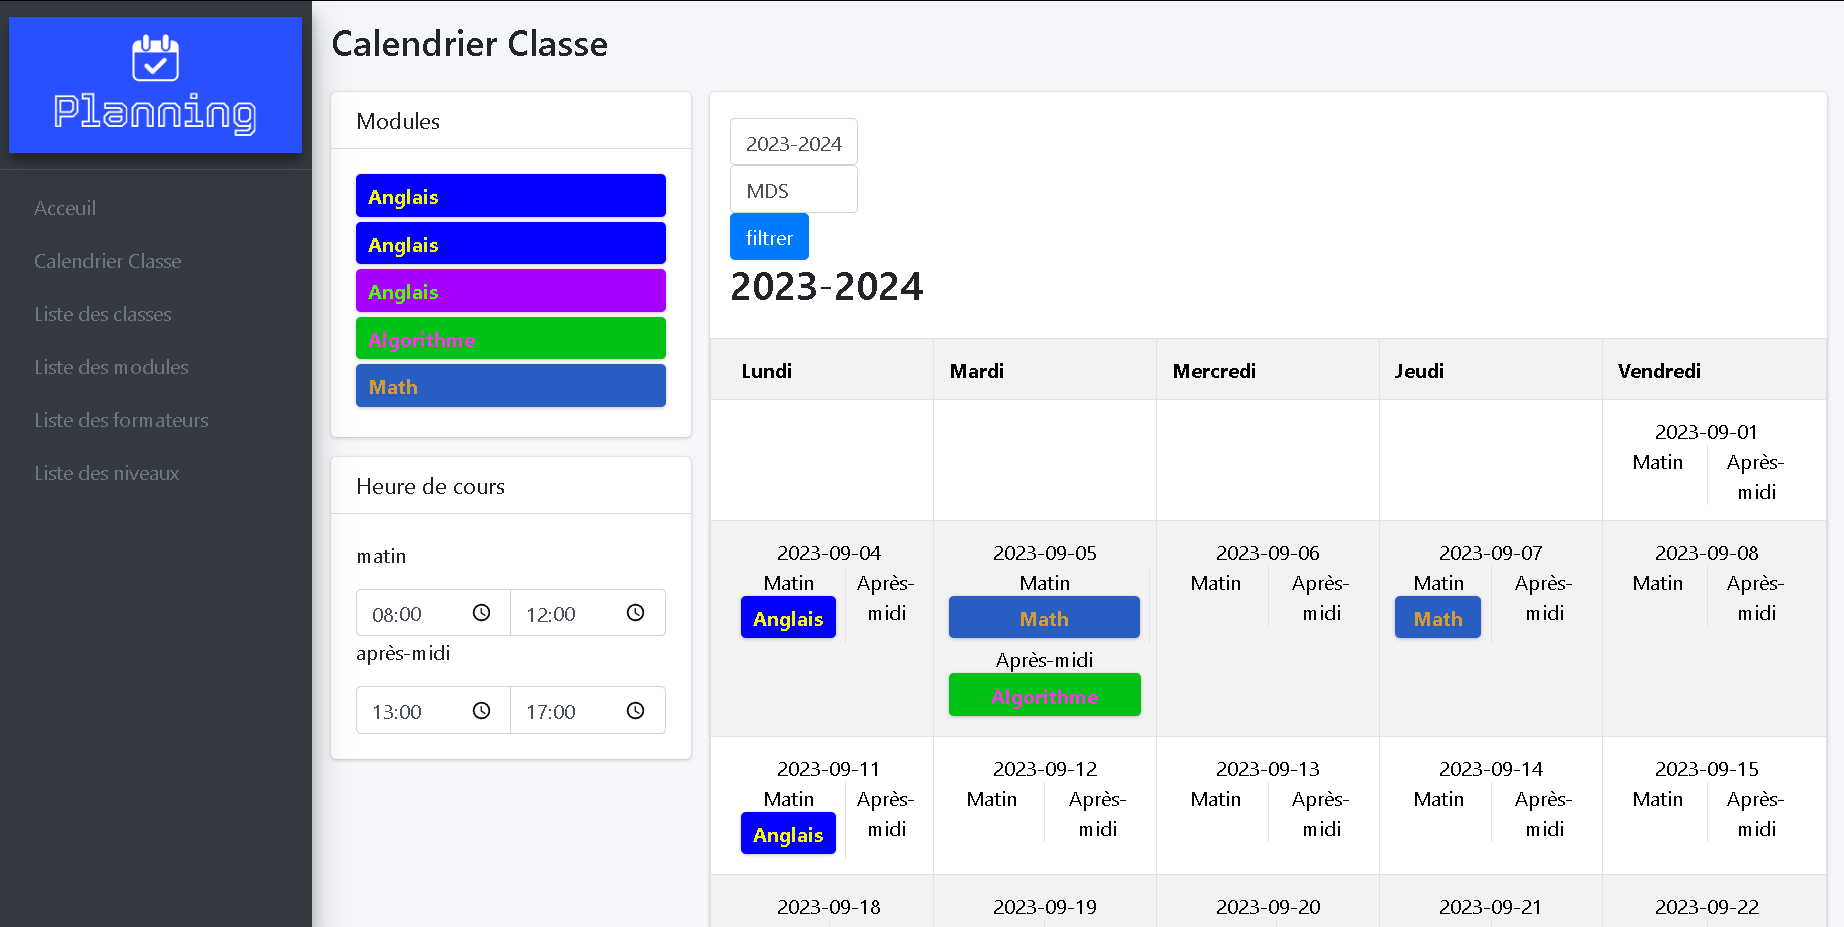 Planning
Acceuil
Calendrier Classe
Liste des classes
Liste des modules
Liste des formateurs
Liste des niveaux
Calendrier Classe
Modules
Anglais
Anglais
Anglais
Algorithme
Math
Heure de cours
matin
08:00 12:00
après-midi
13:00 17:00
2023-2024
MDS
filtrer
2023-2024
Lundi Mardi Mercredi Jeudi Vendredi
2023-09-01
Matin Après-
midi
2023-09-04
Matin Après-
midi
Anglais
2023-09-05
Matin
Math
Après-midi
Algorithme
2023-09-06
Matin Après-
midi
2023-09-07
Matin Après-
midi
Math
2023-09-08
Matin Après-
midi
2023-09-11
Matin Après-
midi
Anglais
2023-09-12
Matin Après-
midi
2023-09-13
Matin Après-
midi
2023-09-14
Matin Après-
midi
2023-09-15
Matin Après-
midi
2023-09-18 2023-09-19 2023-09-20 2023-09-21 2023-09-22